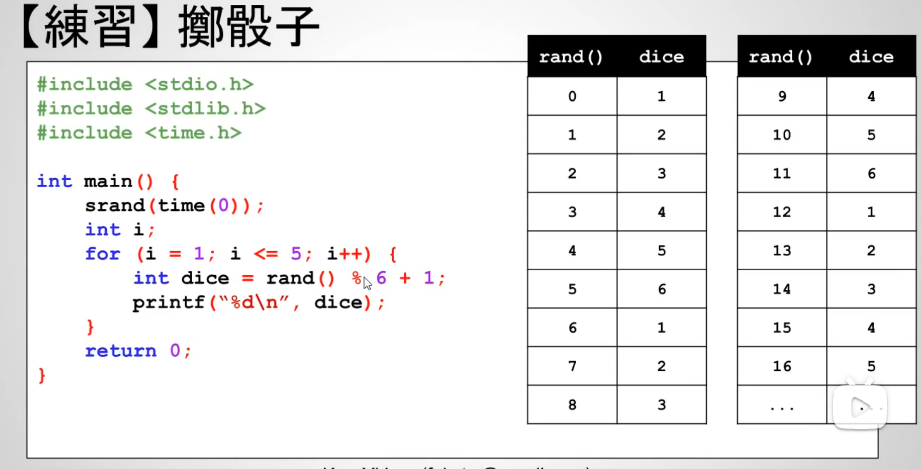 【練習】擲骰子
#include <stdio.h>
#include <stdlib.h>
#include <time.h>
int main() {
    srand(time(0));
    int i;
    for (i = 1; i <= 5; i++) {
        int dice = rand() % 6 + 1;
        printf(“%d\n”, dice);
    }
    return 0;
}
rand() dice
0 1
1 2
2 3
3 4
4 5
5 6
6 1
7 2
8 3
rand() dice
9 4
10 5
11 6
12 1
13 2
14 3
15 4
16 5
... ...